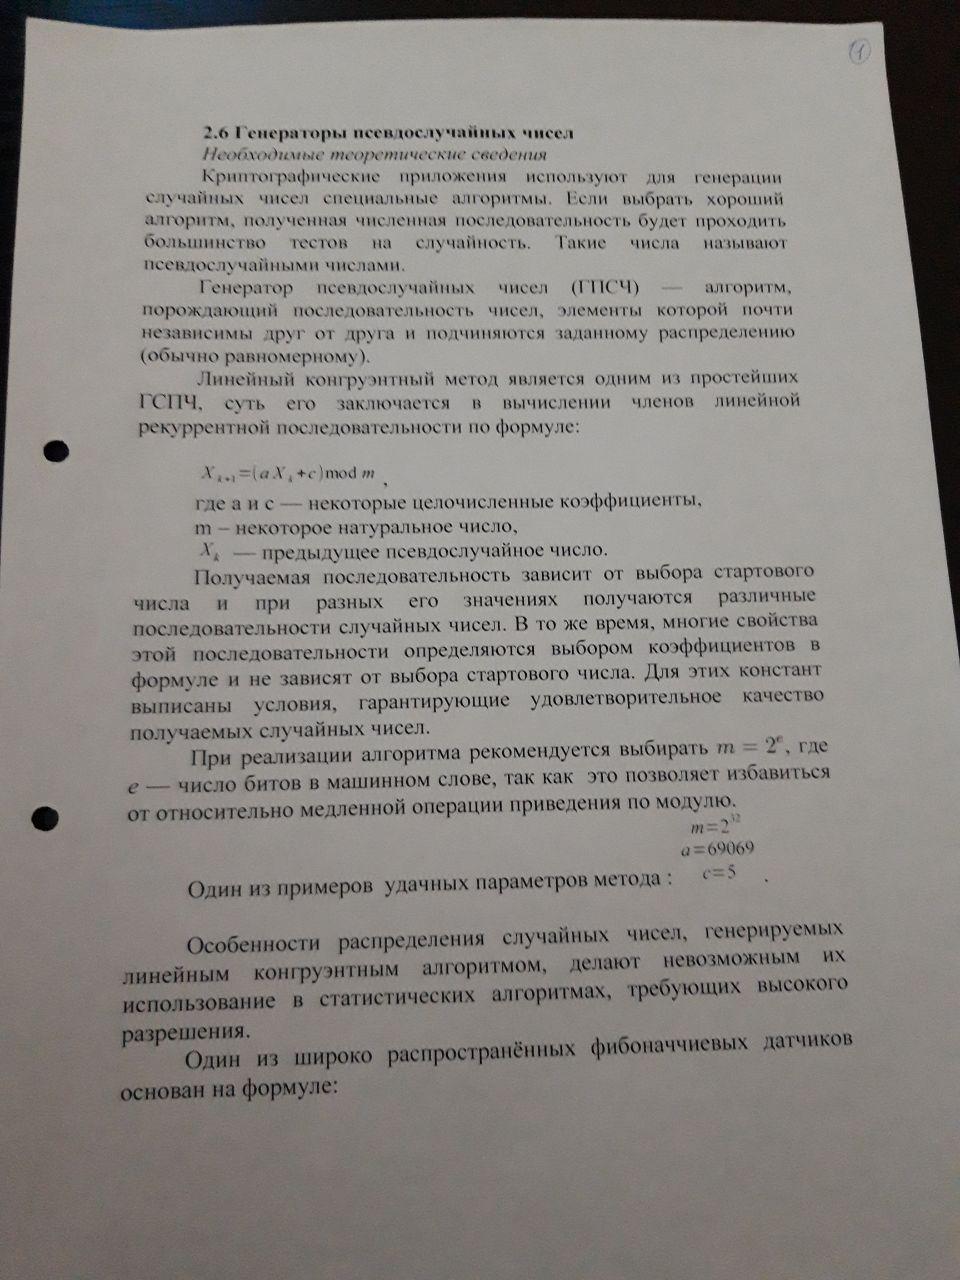 1
2.6 Генераторы псевдослучайных чисел
Необходимые теоретические сведения
Криптографические приложения используют для генерации
случайных чисел специальные алгоритмы. Если выбрать хороший
алгоритм, полученная численная последовательность будет проходить
большинство тестов на случайность. Такие числа называют
псевдослучайными числами.
Генератор псевдослучайных чисел (ГПСЧ) — алгоритм,
порождающий последовательность чисел, элементы которой почти
независимы друг от друга и подчиняются заданному распределению
(обычно равномерному).
Линейный конгруэнтный метод является одним из простейших
ГСПЧ, суть его заключается в вычислении членов линейной
рекуррентной последовательности по формуле:
X_{k+1}=(a X_k+c) mod m ,
где a и c — некоторые целочисленные коэффициенты,
m – некоторое натуральное число,
X_k — предыдущее псевдослучайное число.
Получаемая последовательность зависит от выбора стартового
числа и при разных его значениях получаются различные
последовательности случайных чисел. В то же время, многие свойства
этой последовательности определяются выбором коэффициентов в
формуле и не зависят от выбора стартового числа. Для этих констант
выписаны условия, гарантирующие удовлетворительное качество
получаемых случайных чисел.
При реализации алгоритма рекомендуется выбирать m = 2^e, где
e — число битов в машинном слове, так как это позволяет избавиться
от относительно медленной операции приведения по модулю.
m=2^32
a=69069
Один из примеров удачных параметров метода : c=5 .
Особенности распределения случайных чисел, генерируемых
линейным конгруэнтным алгоритмом, делают невозможным их
использование в статистических алгоритмах, требующих высокого
разрешения.
Один из широко распространённых фибоначчиевых датчиков
основан на формуле: